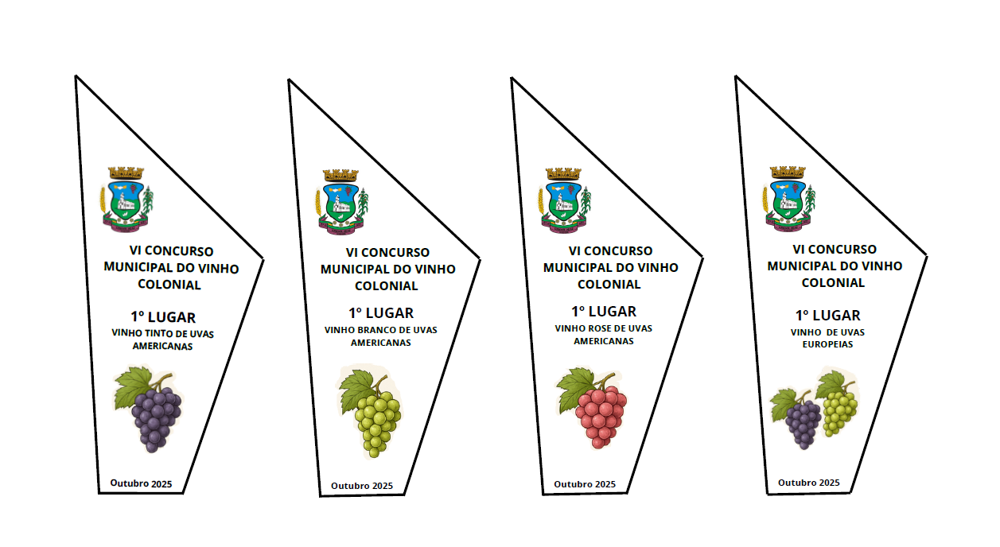 VI CONCURSO
MUNICIPAL DO VINHO
COLONIAL
1º LUGAR
VINHO TINTO DE UVAS
AMERICANAS
Outubro 2025
VI CONCURSO
MUNICIPAL DO VINHO
COLONIAL
1º LUGAR
VINHO BRANCO DE UVAS
AMERICANAS
Outubro 2025
VI CONCURSO
MUNICIPAL DO VINHO
COLONIAL
1º LUGAR
VINHO ROSE DE UVAS
AMERICANAS
Outubro 2025
VI CONCURSO
MUNICIPAL DO VINHO
COLONIAL
1º LUGAR
VINHO  DE UVAS
EUROPEIAS
Outubro 2025